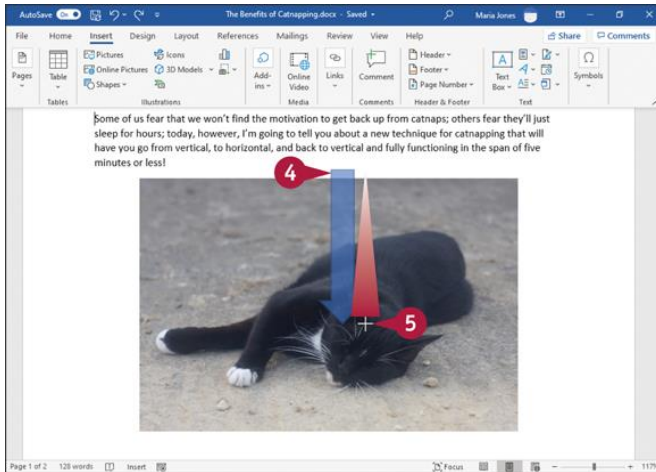 AutoSave On The Benefits of Catnapping.docx - Saved Maria Jones
File Home Insert Design Layout References Mailings Review View Help Share Comments
Pages
Table
Tables
Pictures
Online Pictures
Shapes
Icons
3D Models
Illustrations
Add-
ins
Online
Video
Media
Links
Comment
Comments
Header
Footer
Page Number
Header & Footer
Text
Box
Text
Symbols
Some of us fear that we won't find the motivation to get back up from catnaps; others fear they'll just
sleep for hours; today, however, I'm going to tell you about a new technique for catnapping that will
have you go from vertical, to horizontal, and back to vertical and fully functioning in the span of five
minutes or less!
4
5
Page 1 of 2 128 words Insert Focus 117%